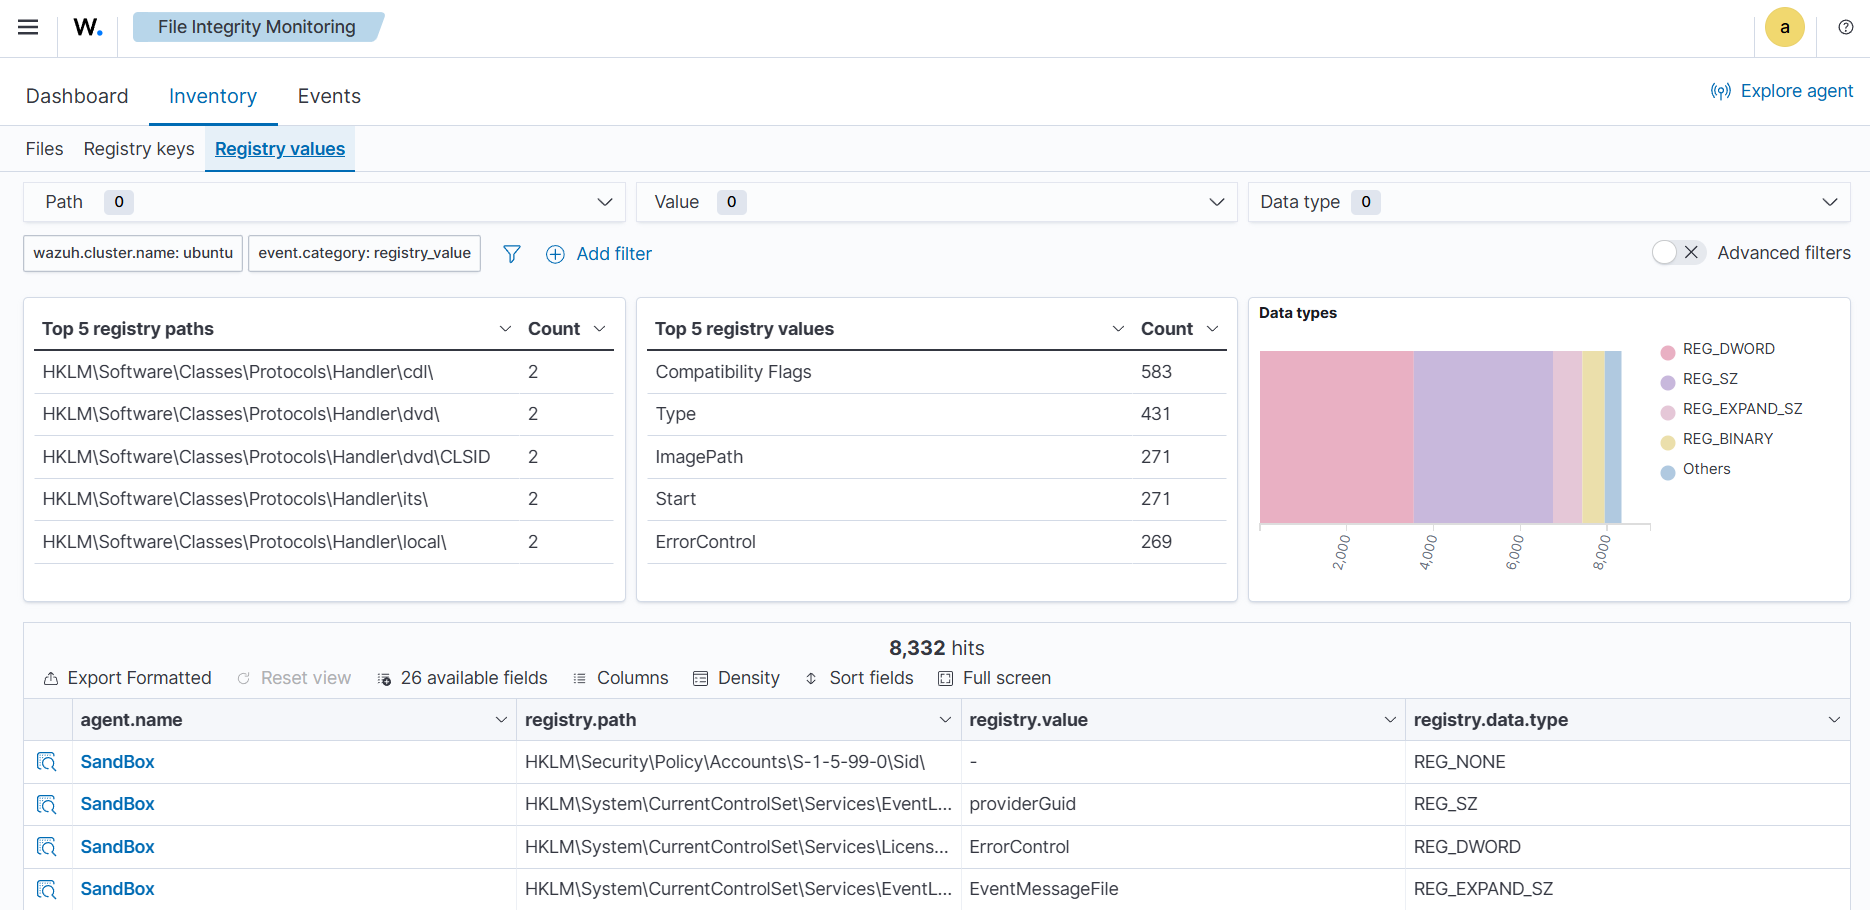 W. File Integrity Monitoring a
Dashboard Inventory Events Explore agent
Files Registry keys Registry values
Path 0 Value 0 Data type 0
wazuh.cluster.name: ubuntu event.category: registry_value Add filter Advanced filters
Top 5 registry paths Count
HKLM\Software\Classes\Protocols\Handler\cdl\ 2
HKLM\Software\Classes\Protocols\Handler\dvd\ 2
HKLM\Software\Classes\Protocols\Handler\dvd\CLSID 2
HKLM\Software\Classes\Protocols\Handler\its\ 2
HKLM\Software\Classes\Protocols\Handler\local\ 2
Top 5 registry values Count
Compatibility Flags 583
Type 431
ImagePath 271
Start 271
ErrorControl 269
Data types
REG_DWORD
REG_SZ
REG_EXPAND_SZ
REG_BINARY
Others
2,000 4,000 6,000 8,000
8,332 hits
Export Formatted Reset view 26 available fields Columns Density Sort fields Full screen
agent.name registry.path registry.value registry.data.type
SandBox HKLM\Security\Policy\Accounts\S-1-5-99-0\Sid\ - REG_NONE
SandBox HKLM\System\CurrentControlSet\Services\EventL... providerGuid REG_SZ
SandBox HKLM\System\CurrentControlSet\Services\Licens... ErrorControl REG_DWORD
SandBox HKLM\System\CurrentControlSet\Services\EventL... EventMessageFile REG_EXPAND_SZ